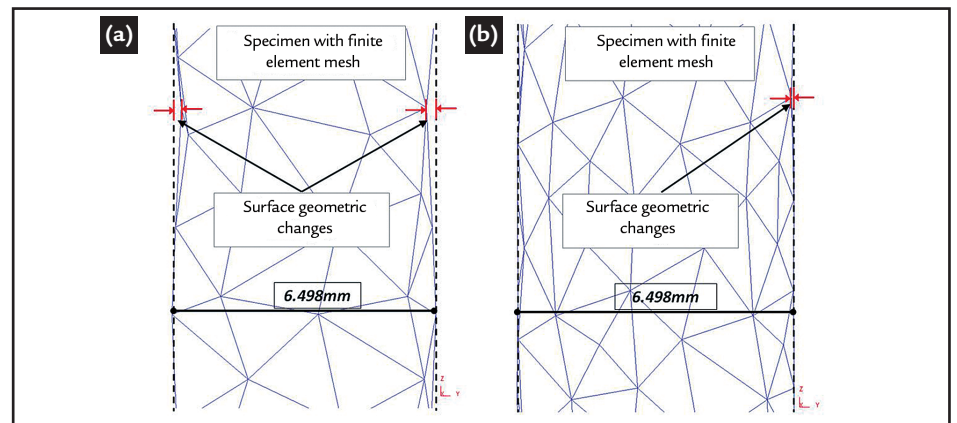 (a)
Specimen with finite
element mesh
Surface geometric
changes
6.498mm
Z
X
Y
(b)
Specimen with finite
element mesh
Surface geometric
changes
6.498mm
Z
X
Y